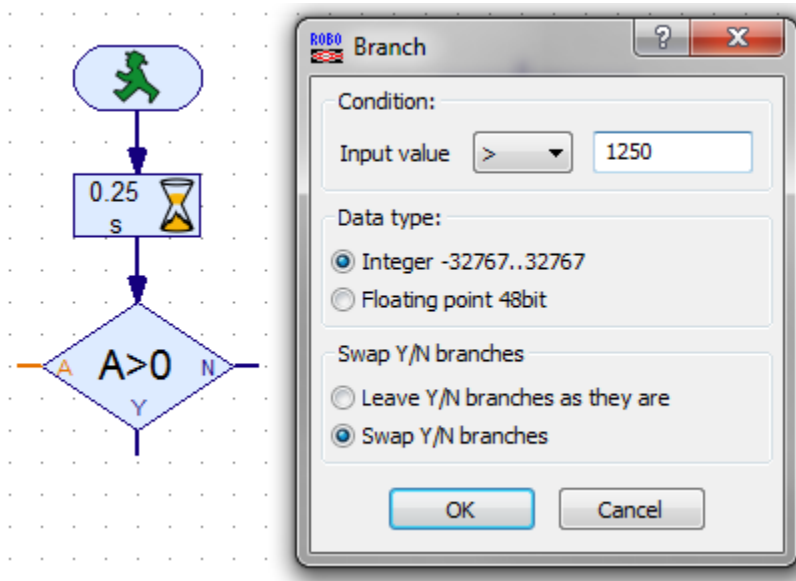 0.25
s
A
A>0
N
Y
ROBO
Branch
?
X
Condition:
Input value
>
1250
Data type:
Integer -32767..32767
Floating point 48bit
Swap Y/N branches
Leave Y/N branches as they are
Swap Y/N branches
OK
Cancel